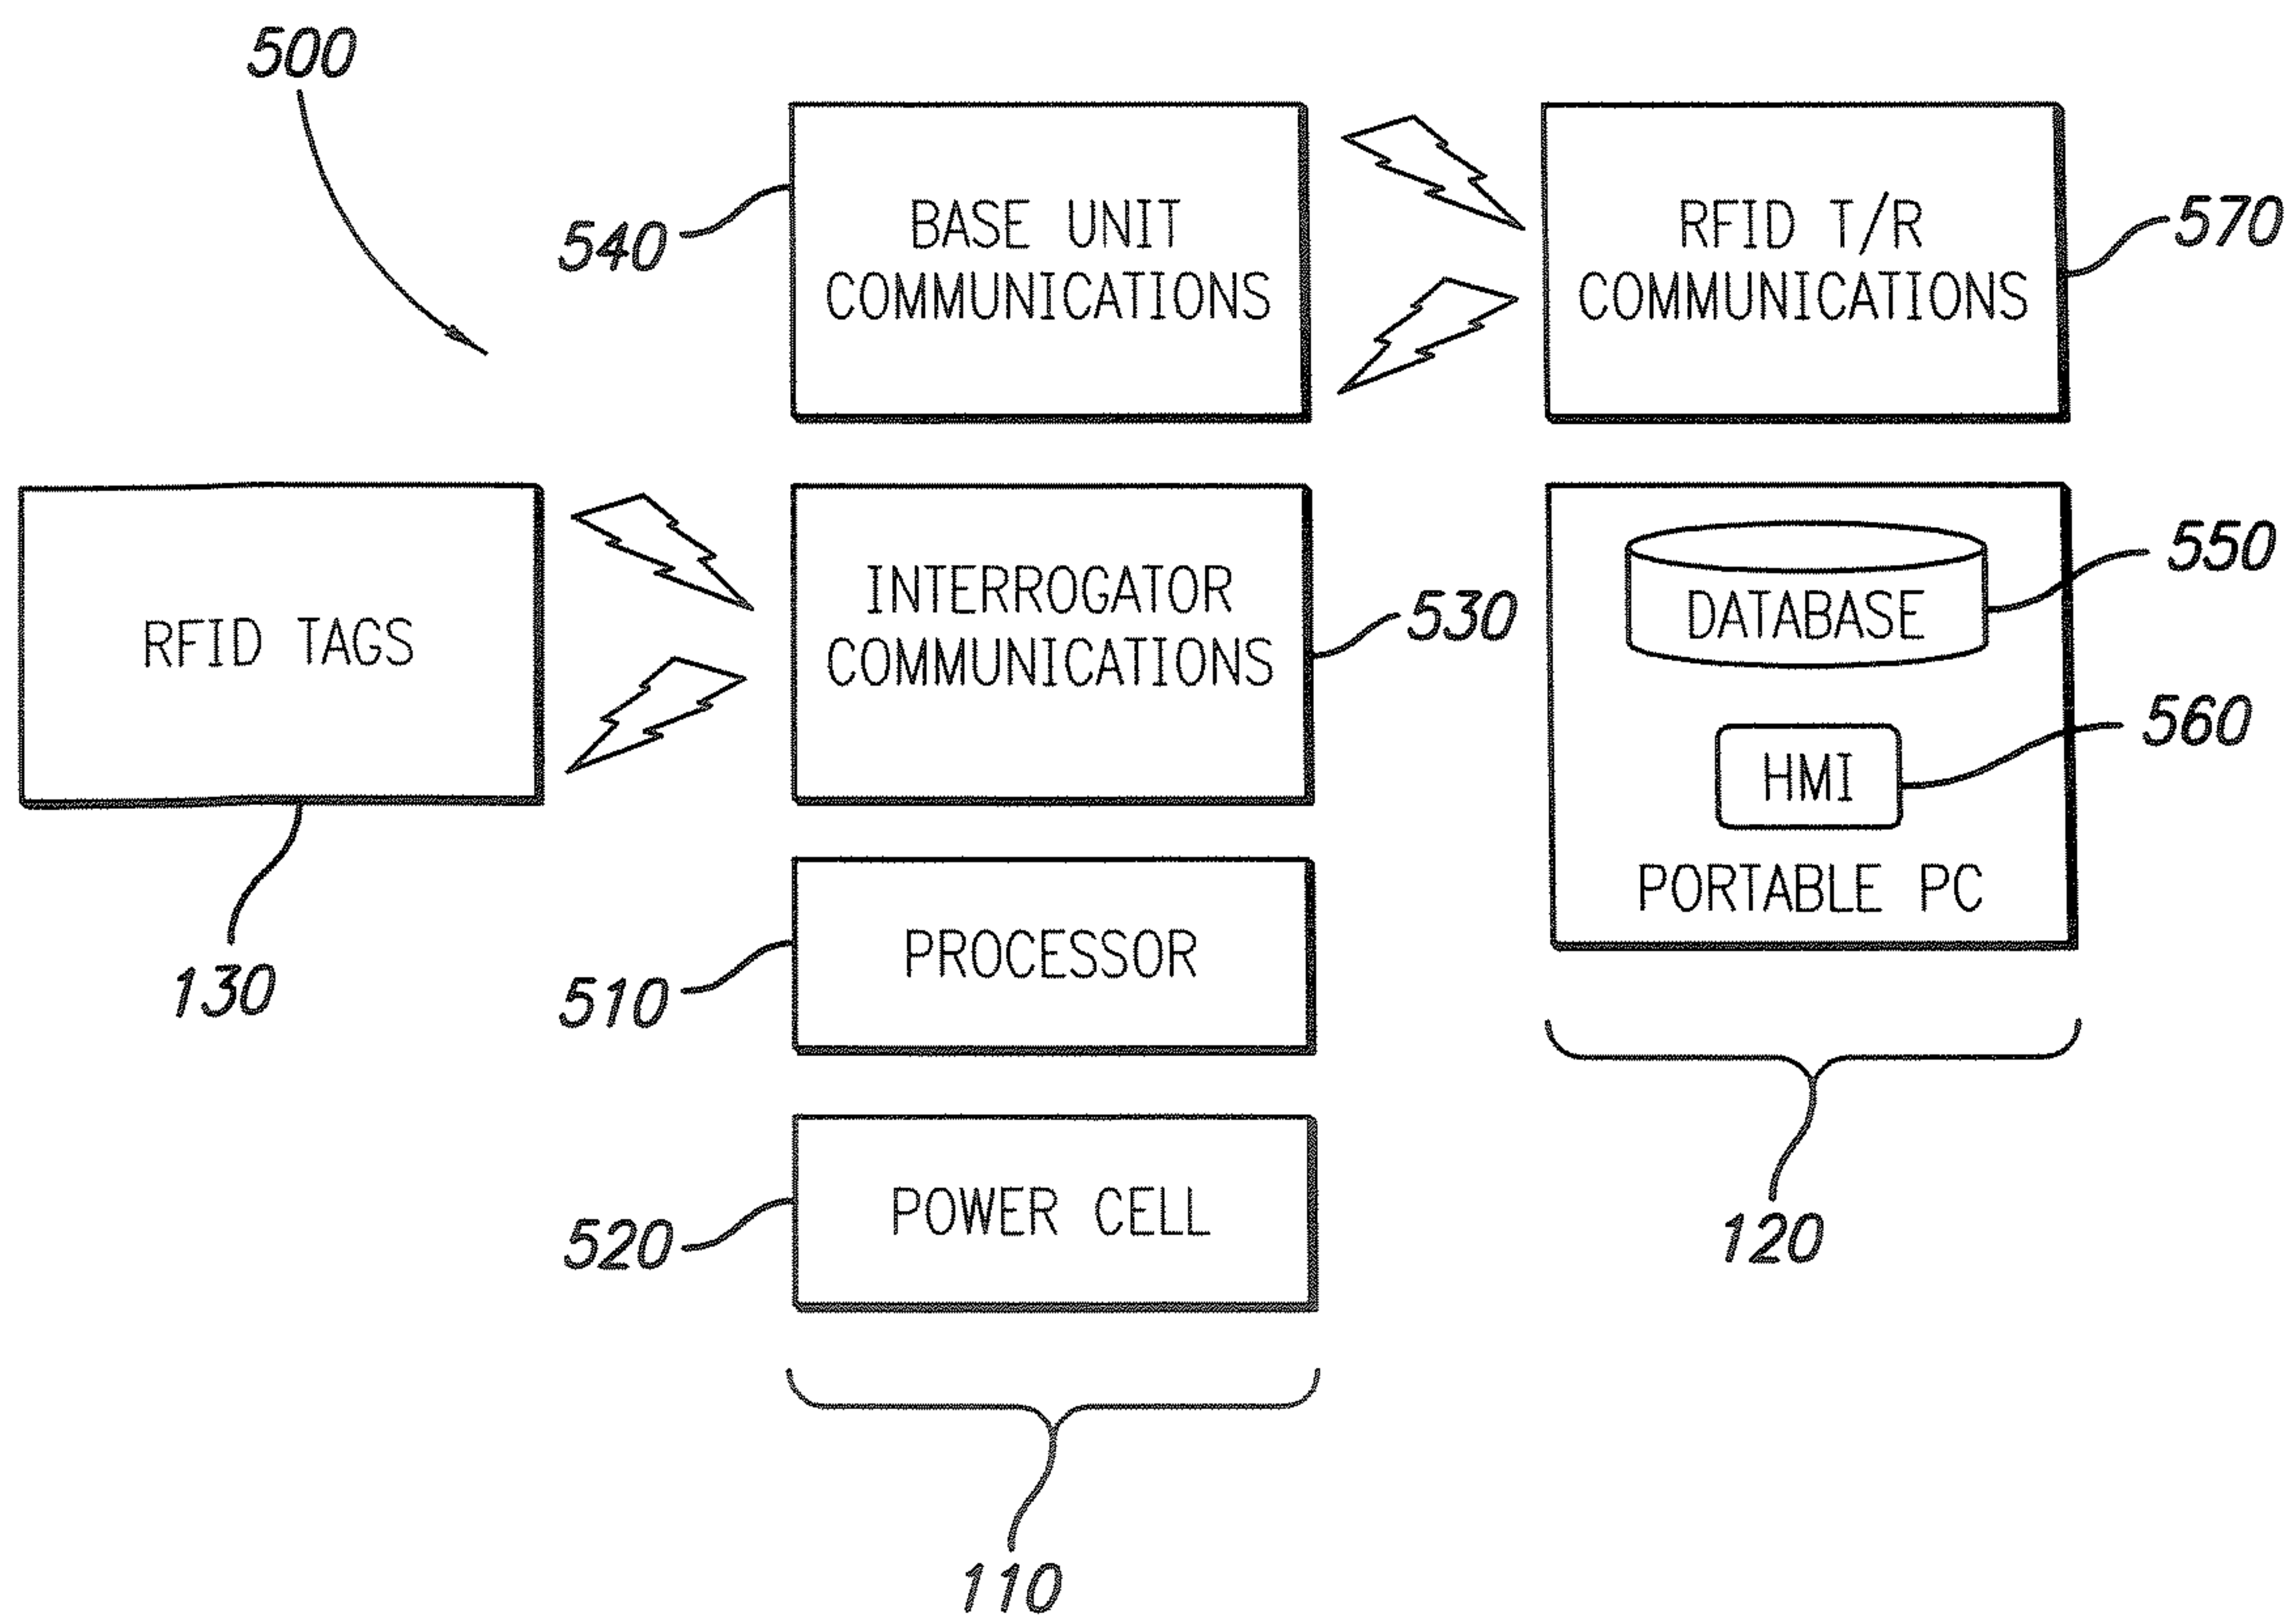 500
540
BASE UNIT
COMMUNICATIONS
RFID T/R
COMMUNICATIONS
570
RFID TAGS
130
INTERROGATOR
COMMUNICATIONS
530
DATABASE
550
HMI
560
PORTABLE PC
510
PROCESSOR
520
POWER CELL
120
110